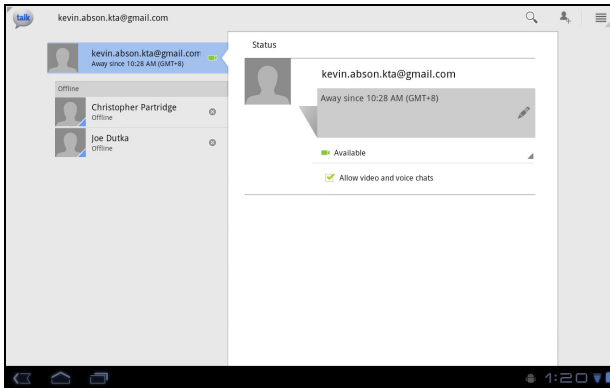 talk
kevin.abson.kta@gmail.com
kevin.abson.kta@gmail.com
Away since 10:28 AM (GMT+8)
Offline
Christopher Partridge
Offline
Joe Dutka
Offline
Status
kevin.abson.kta@gmail.com
Away since 10:28 AM (GMT+8)
Available
Allow video and voice chats
1:20